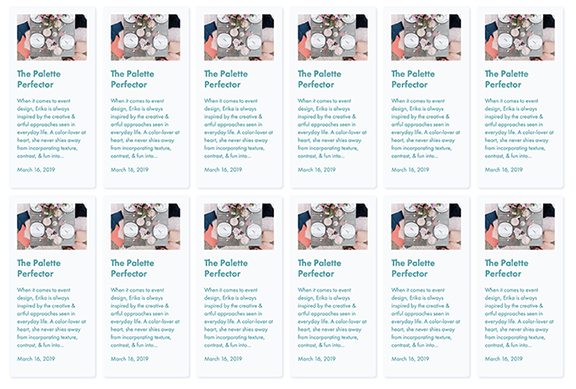 The Palette
Perfector
When it comes to event
design, Erika is always
inspired by the creative &
artful approaches seen in
everyday life. A color-lover at
heart, she never shies away
from incorporating texture,
contrast, & fun into...
March 16, 2019
The Palette
Perfector
When it comes to event
design, Erika is always
inspired by the creative &
artful approaches seen in
everyday life. A color-lover at
heart, she never shies away
from incorporating texture,
contrast, & fun into...
March 16, 2019
The Palette
Perfector
When it comes to event
design, Erika is always
inspired by the creative &
artful approaches seen in
everyday life. A color-lover at
heart, she never shies away
from incorporating texture,
contrast, & fun into...
March 16, 2019
The Palette
Perfector
When it comes to event
design, Erika is always
inspired by the creative &
artful approaches seen in
everyday life. A color-lover at
heart, she never shies away
from incorporating texture,
contrast, & fun into...
March 16, 2019
The Palette
Perfector
When it comes to event
design, Erika is always
inspired by the creative &
artful approaches seen in
everyday life. A color-lover at
heart, she never shies away
from incorporating texture,
contrast, & fun into...
March 16, 2019
The Palette
Perfector
When it comes to event
design, Erika is always
inspired by the creative &
artful approaches seen in
everyday life. A color-lover at
heart, she never shies away
from incorporating texture,
contrast, & fun into...
March 16, 2019
The Palette
Perfector
When it comes to event
design, Erika is always
inspired by the creative &
artful approaches seen in
everyday life. A color-lover at
heart, she never shies away
from incorporating texture,
contrast, & fun into...
March 16, 2019
The Palette
Perfector
When it comes to event
design, Erika is always
inspired by the creative &
artful approaches seen in
everyday life. A color-lover at
heart, she never shies away
from incorporating texture,
contrast, & fun into...
March 16, 2019
The Palette
Perfector
When it comes to event
design, Erika is always
inspired by the creative &
artful approaches seen in
everyday life. A color-lover at
heart, she never shies away
from incorporating texture,
contrast, & fun into...
March 16, 2019
The Palette
Perfector
When it comes to event
design, Erika is always
inspired by the creative &
artful approaches seen in
everyday life. A color-lover at
heart, she never shies away
from incorporating texture,
contrast, & fun into...
March 16, 2019
The Palette
Perfector
When it comes to event
design, Erika is always
inspired by the creative &
artful approaches seen in
everyday life. A color-lover at
heart, she never shies away
from incorporating texture,
contrast, & fun into...
March 16, 2019
The Palette
Perfector
When it comes to event
design, Erika is always
inspired by the creative &
artful approaches seen in
everyday life. A color-lover at
heart, she never shies away
from incorporating texture,
contrast, & fun into...
March 16, 2019